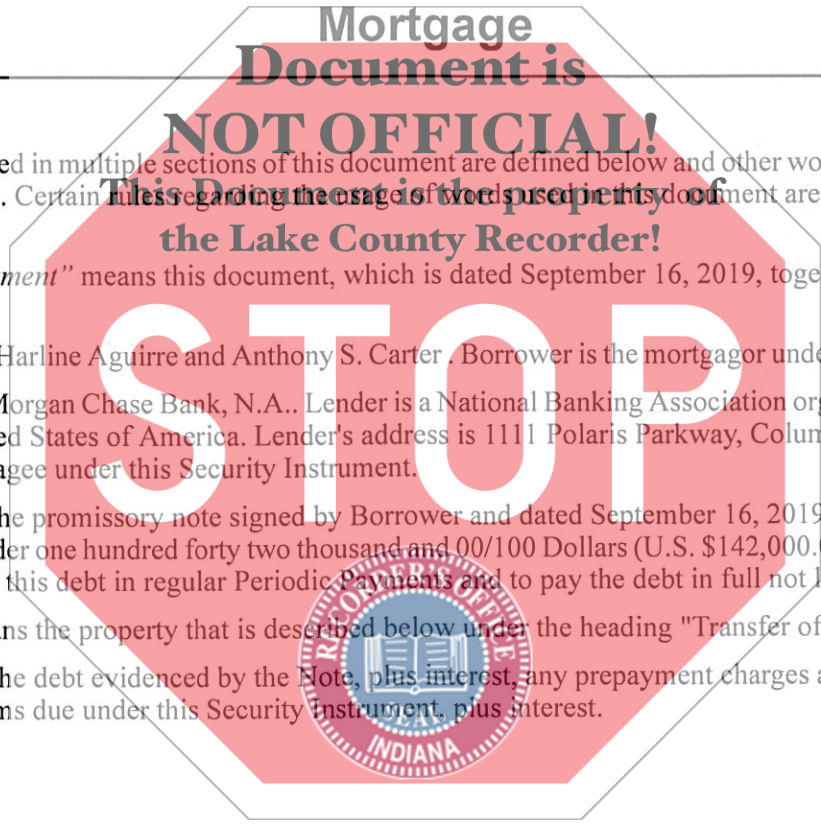 Mortgage
Document is
NOT OFFICIAL!
ed in multiple sections of this document are defined below and other wo
. Certain rules regarding the usage of words used in this document are
This Document is the property of
the Lake County Recorder!
ment” means this document, which is dated September 16, 2019, toge
STOP
Harline Aguirre and Anthony S. Carter . Borrower is the mortgagor unde
Morgan Chase Bank, N.A.. Lender is a National Banking Association org
ed States of America. Lender's address is 1111 Polaris Parkway, Colum
agee under this Security Instrument.
he promissory note signed by Borrower and dated September 16, 2019
der one hundred forty two thousand and 00/100 Dollars (U.S. $142,000.0
this debt in regular Periodic Payments and to pay the debt in full not l
ns the property that is described below under the heading "Transfer of
he debt evidenced by the Note, plus interest, any prepayment charges a
ms due under this Security Instrument, plus interest.
RECORDER'S OFFICE
SEAL
INDIANA